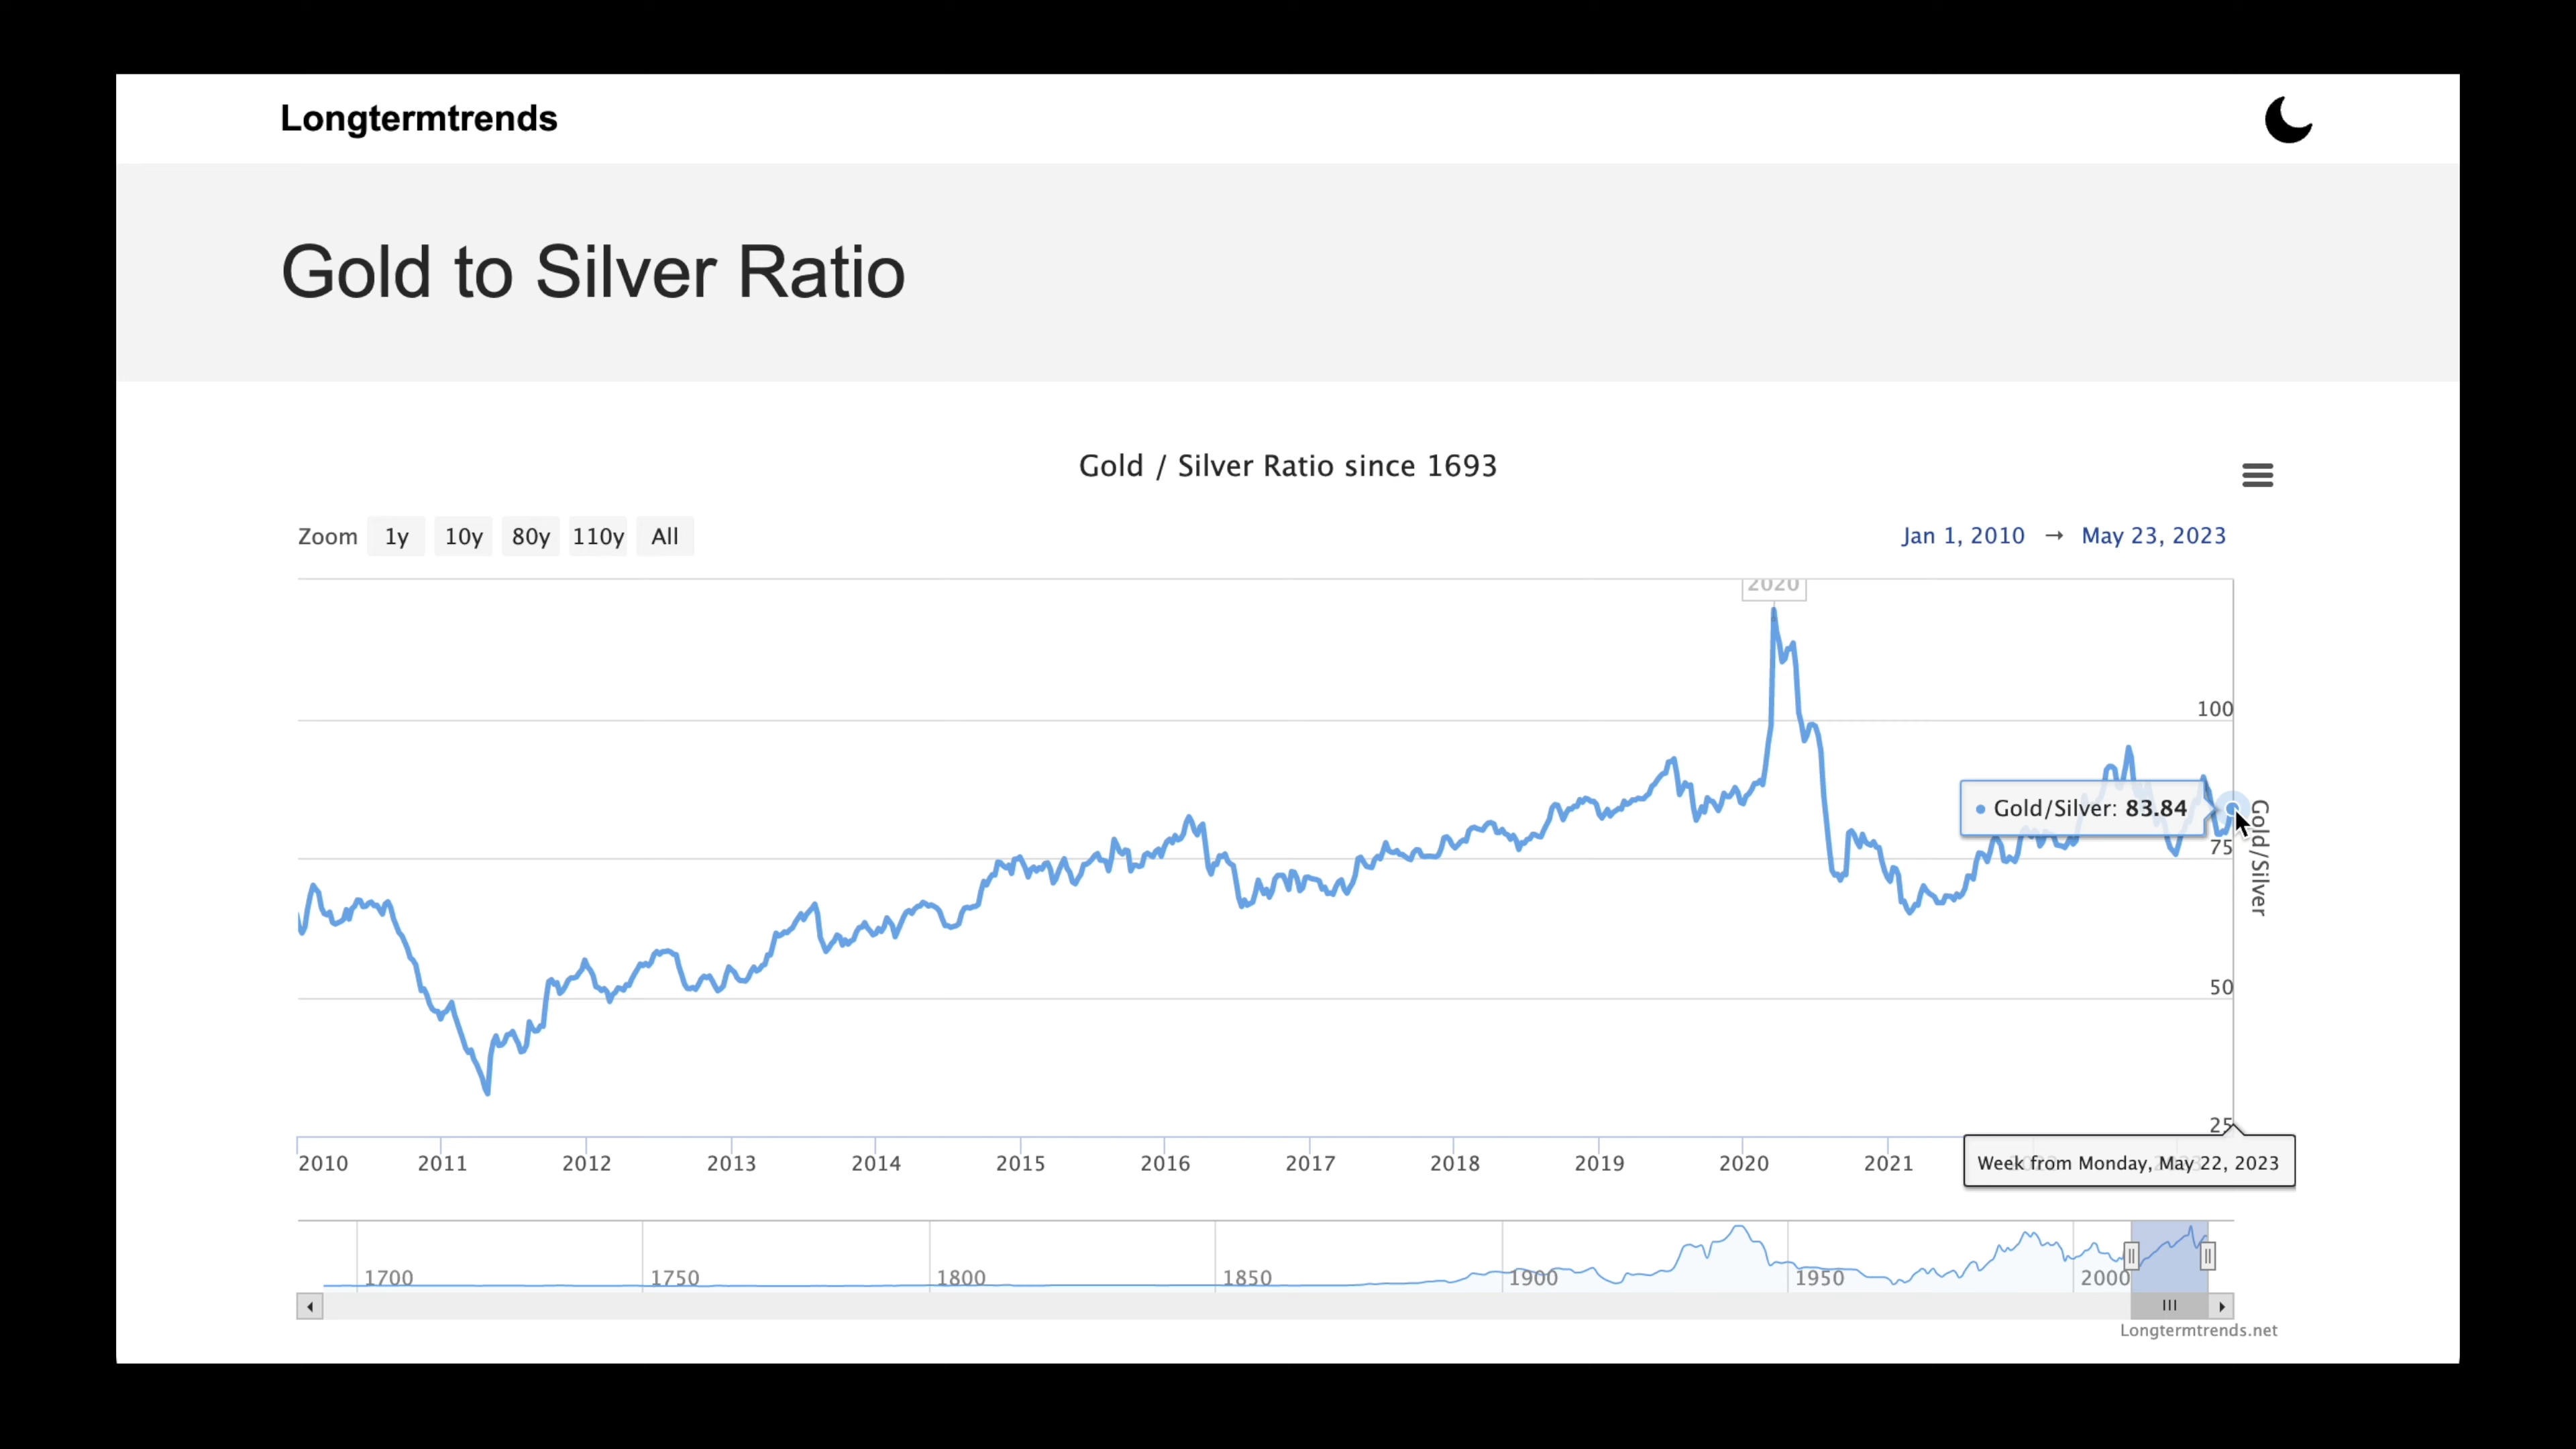 Longtermtrends
Gold to Silver Ratio
Gold / Silver Ratio since 1693
Zoom 1y 10y 80y 110y All
Jan 1, 2010 → May 23, 2023
2020
100
Gold/Silver: 83.84
75
Gold/Silver
50
25
2010 2011 2012 2013 2014 2015 2016 2017 2018 2019 2020 2021
Week from Monday, May 22, 2023
1700 1750 1800 1850 1900 1950 2000
Longtermtrends.net